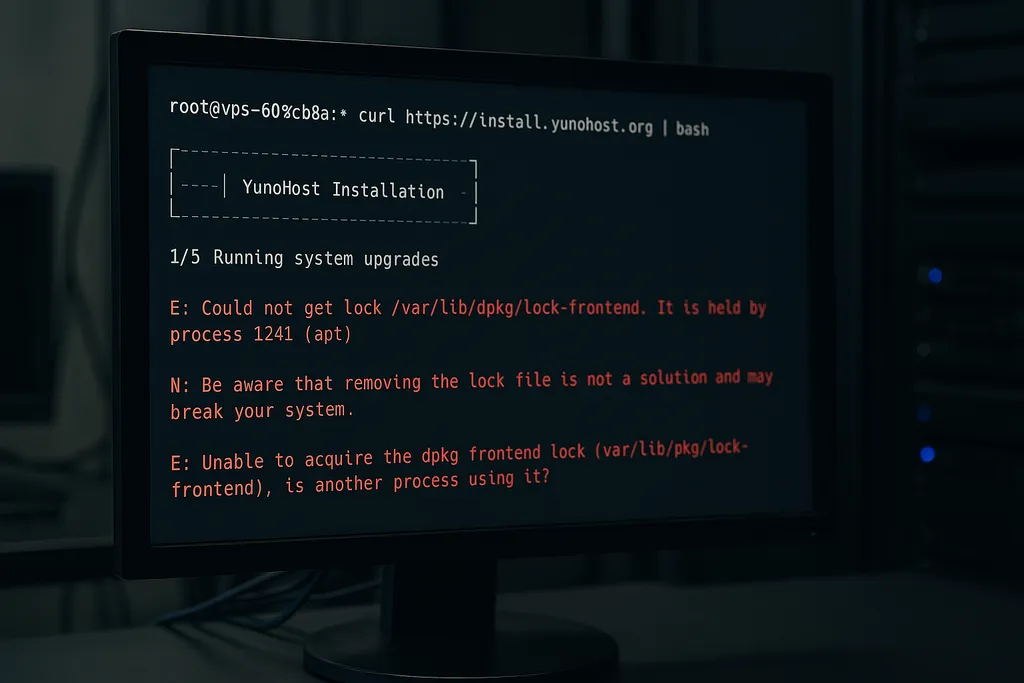 root@vps-60%cb8a:* curl https://install.yunohost.org | bash
YunoHost Installation
1/5 Running system upgrades
E: Could not get lock /var/lib/dpkg/lock-frontend. It is held by
process 1241 (apt)
N: Be aware that removing the lock file is not a solution and may
break your system.
E: Unable to acquire the dpkg frontend lock (var/lib/pkg/lock-
frontend), is another process using it?